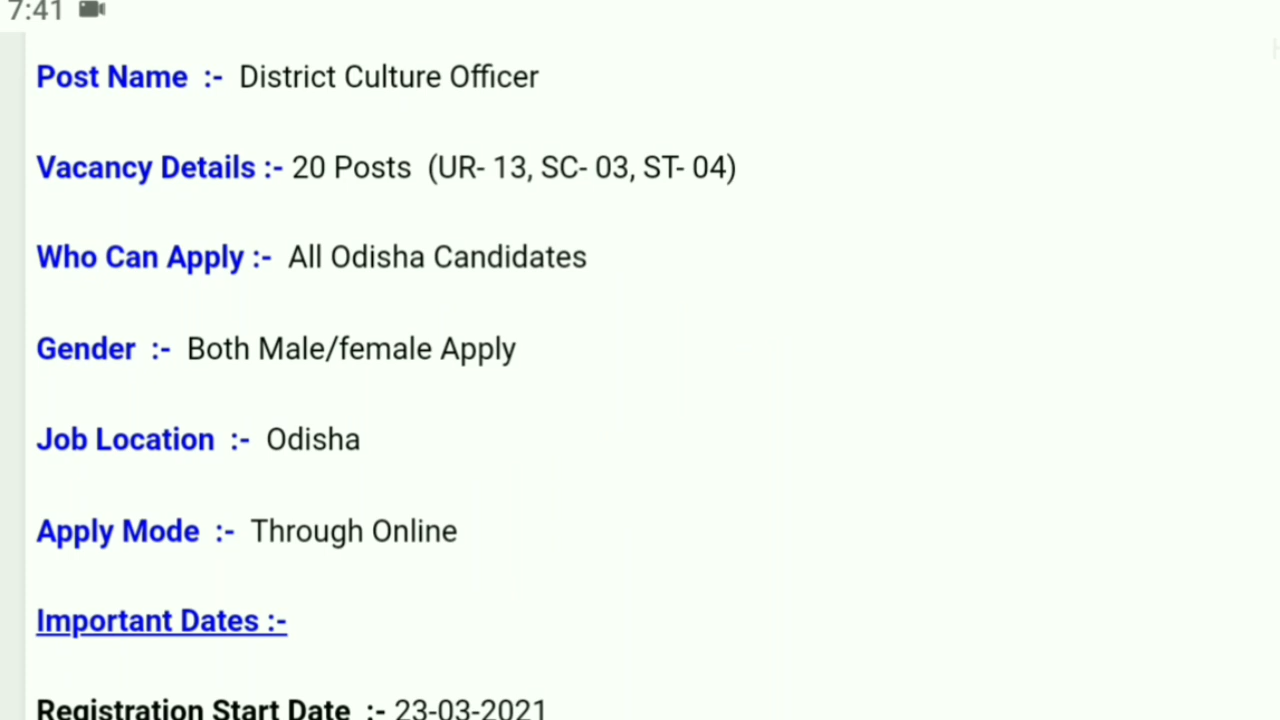 7:41
Post Name :- District Culture Officer
Vacancy Details :- 20 Posts (UR- 13, SC- 03, ST- 04)
Who Can Apply :- All Odisha Candidates
Gender :- Both Male/female Apply
Job Location :- Odisha
Apply Mode :- Through Online
Important Dates :-
Registration Start Date :- 23-03-2021